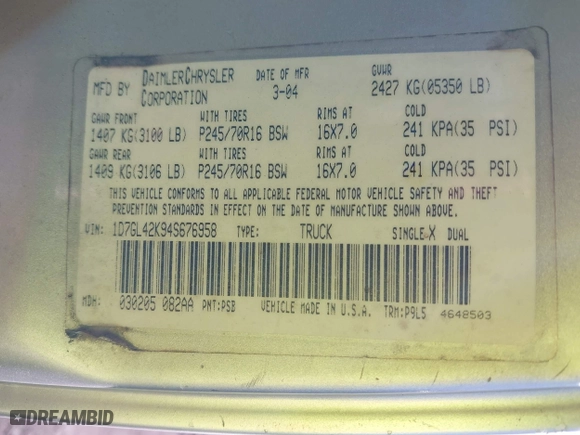 MFD BY DAIMLERCHRYSLER CORPORATION DATE OF MFR 3-04 GVWR 2427 KG(05350 LB)
GAWR FRONT WITH TIRES RIMS AT COLD
1407 KG(3100 LB) P245/70R16 BSW 16X7.0 241 KPA(35 PSI)
GAWR REAR WITH TIRES RIMS AT COLD
1409 KG(3106 LB) P245/70R16 BSW 16X7.0 241 KPA(35 PSI)
THIS VEHICLE CONFORMS TO ALL APPLICABLE FEDERAL MOTOR VEHICLE SAFETY AND THEFT
PREVENTION STANDARDS IN EFFECT ON THE DATE OF MANUFACTURE SHOWN ABOVE.
VIN: 1D7GL42K94S676958 TYPE: TRUCK SINGLE X DUAL
MDH: 030205 082AA PNT:PSB VEHICLE MADE IN U.S.A. TRM:P9L5 4648503
DREAMBID